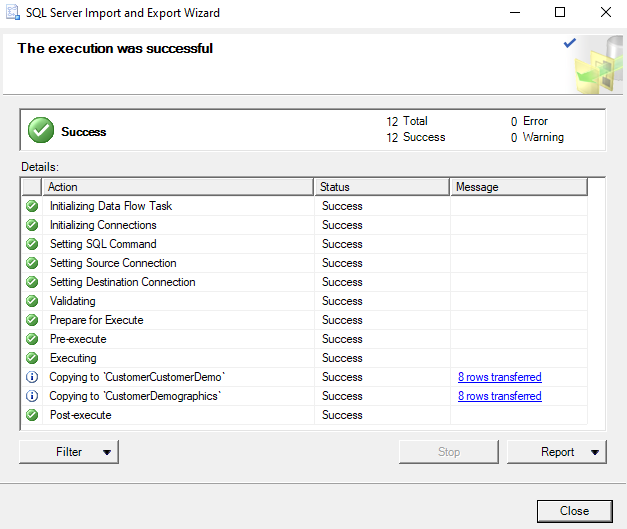 SQL Server Import and Export Wizard
The execution was successful
Success
12 Total 0 Error
12 Success 0 Warning
Details:
Action Status Message
Initializing Data Flow Task Success
Initializing Connections Success
Setting SQL Command Success
Setting Source Connection Success
Setting Destination Connection Success
Validating Success
Prepare for Execute Success
Pre-execute Success
Executing Success
Copying to `CustomerCustomerDemo` Success 8 rows transferred
Copying to `CustomerDemographics` Success 8 rows transferred
Post-execute Success
Filter Stop Report
Close